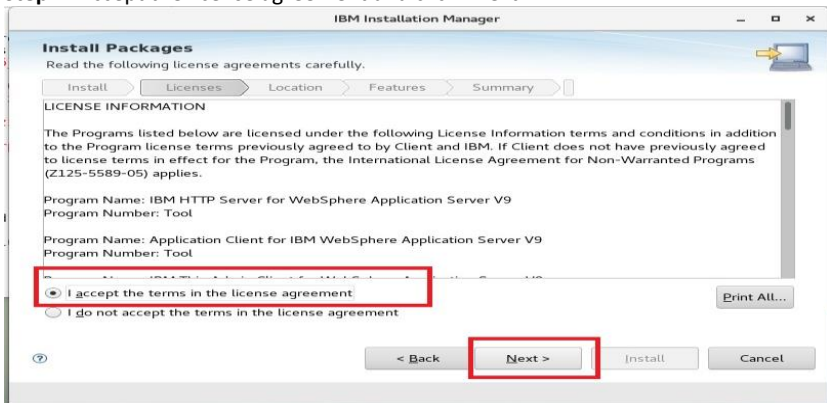 IBM Installation Manager
Install Packages
Read the following license agreements carefully.
Install Licenses Location Features Summary
LICENSE INFORMATION
The Programs listed below are licensed under the following License Information terms and conditions in addition
to the Program license terms previously agreed to by Client and IBM. If Client does not have previously agreed
to license terms in effect for the Program, the International License Agreement for Non-Warranted Programs
(Z125-5589-05) applies.
Program Name: IBM HTTP Server for WebSphere Application Server V9
Program Number: Tool
Program Name: Application Client for IBM WebSphere Application Server V9
Program Number: Tool
I accept the terms in the license agreement
I do not accept the terms in the license agreement
Print All...
? < Back Next > Install Cancel